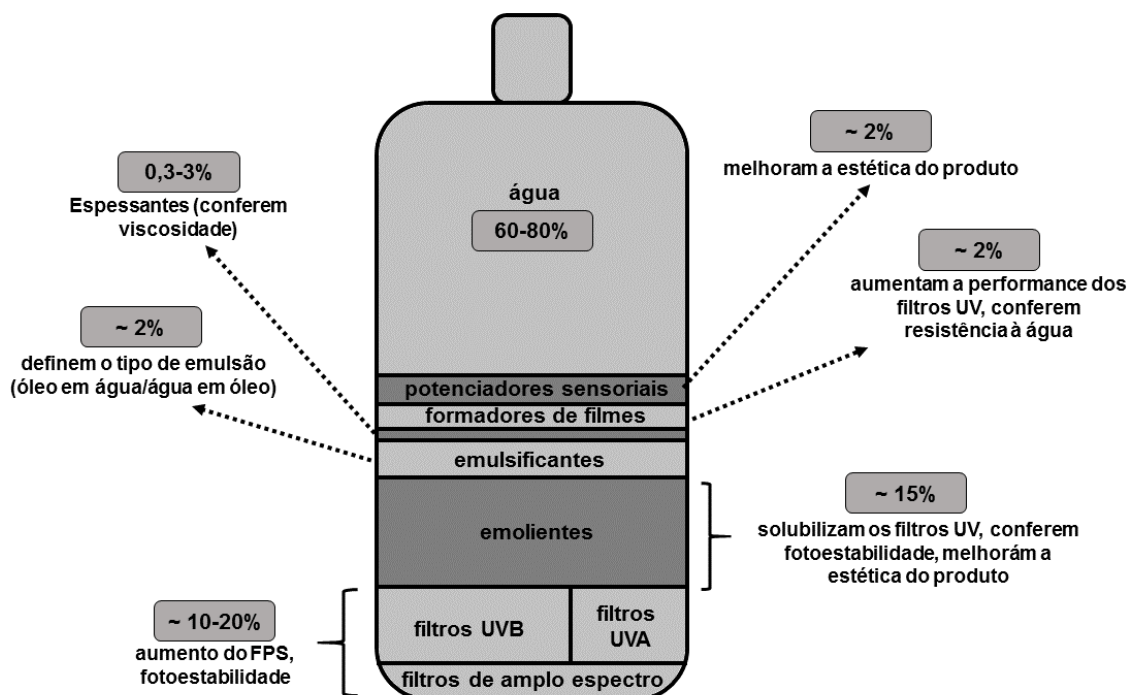 ~ 2%
melhoram a estética do produto
0,3-3%
Espessantes (conferem
viscosidade)
água
60-80%
~ 2%
aumentam a performance dos
filtros UV, conferem
resistência à água
~ 2%
definem o tipo de emulsão
(óleo em água/água em óleo)
potenciadores sensoriais
formadores de filmes
emulsificantes
emolientes
~ 15%
solubilizam os filtros UV, conferem
fotoestabilidade, melhorám a
estética do produto
~ 10-20%
aumento do FPS,
fotoestabilidade
filtros UVB
filtros
UVA
filtros de amplo espectro